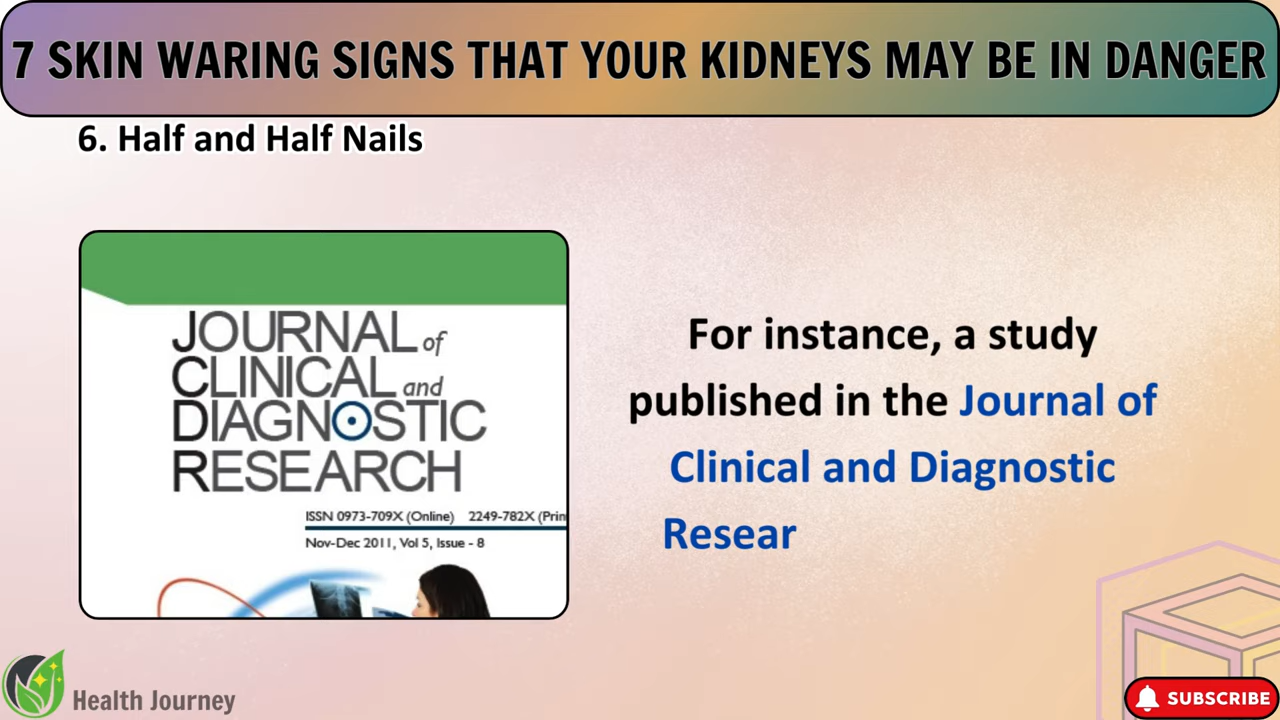 7 SKIN WARING SIGNS THAT YOUR KIDNEYS MAY BE IN DANGER
6. Half and Half Nails
JOURNAL of
CLINICAL and
DIAGNOSTIC
RESEARCH
ISSN 0973-709X (Online) 2249-782X (Prin
Nov-Dec 2011, Vol 5, Issue - 8
For instance, a study
published in the Journal of
Clinical and Diagnostic
Resear
Health Journey
SUBSCRIBE